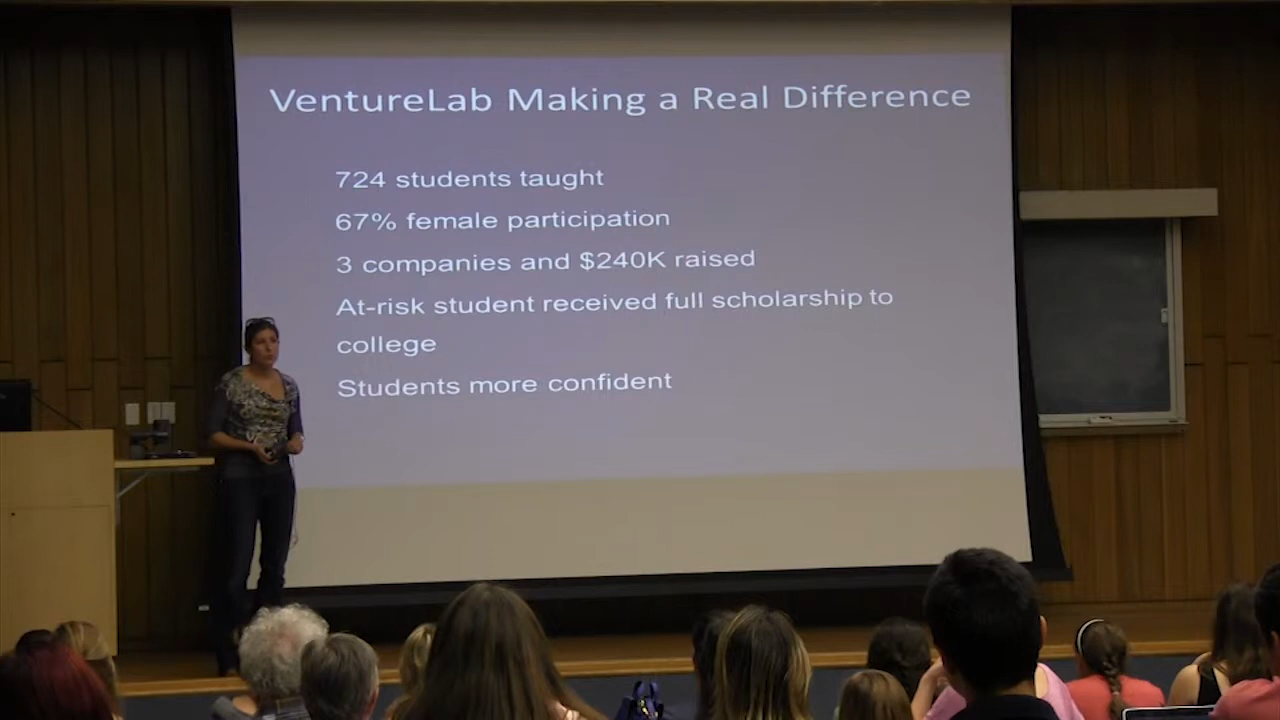 VentureLab Making a Real Difference
724 students taught
67% female participation
3 companies and $240K raised
At-risk student received full scholarship to
college
Students more confident